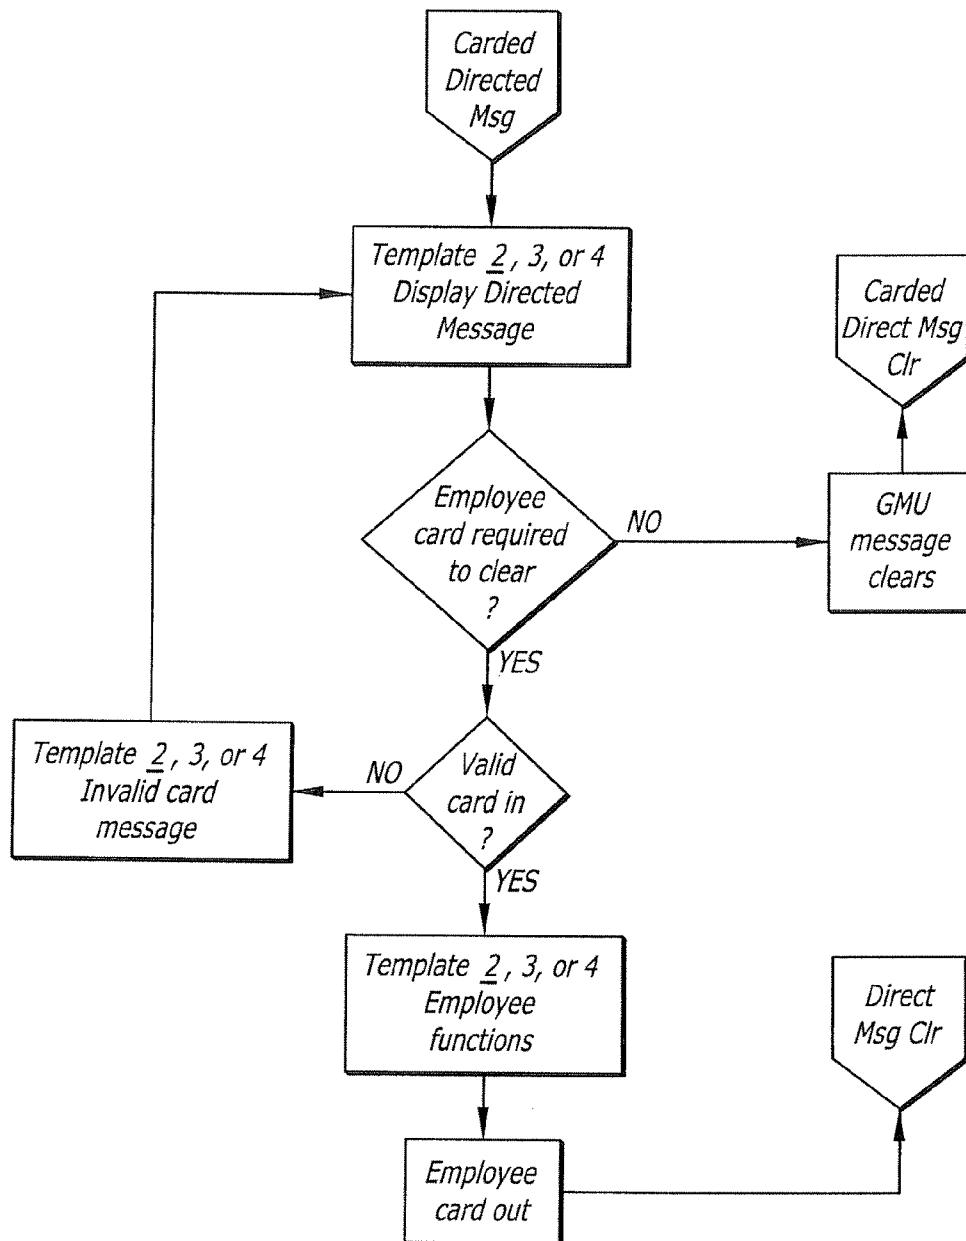 Carded
Directed
Msg
Template 2, 3, or 4
Display Directed
Message
Carded
Direct Msg
Clr
Employee
card required
to clear
?
NO
GMU
message
clears
YES
Template 2, 3, or 4
Invalid card
message
NO
Valid
card in
?
YES
Template 2, 3, or 4
Employee
functions
Direct
Msg Clr
Employee
card out